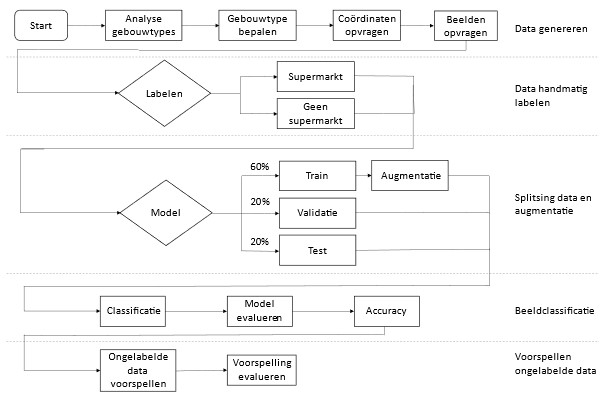 Start
Analyse
gebouwtypes
Gebouwtype
bepalen
Coördinaten
opvragen
Beelden
opvragen
Data genereren
Labelen
Supermarkt
Geen
supermarkt
Data handmatig
labelen
Model
60%
Train
Augmentatie
20%
Validatie
20%
Test
Splitsing data en
augmentatie
Classificatie
Model
evalueren
Accuracy
Beeldclassificatie
Ongelabelde
data
voorspellen
Voorspelling
evalueren
Voorspellen
ongelabelde data